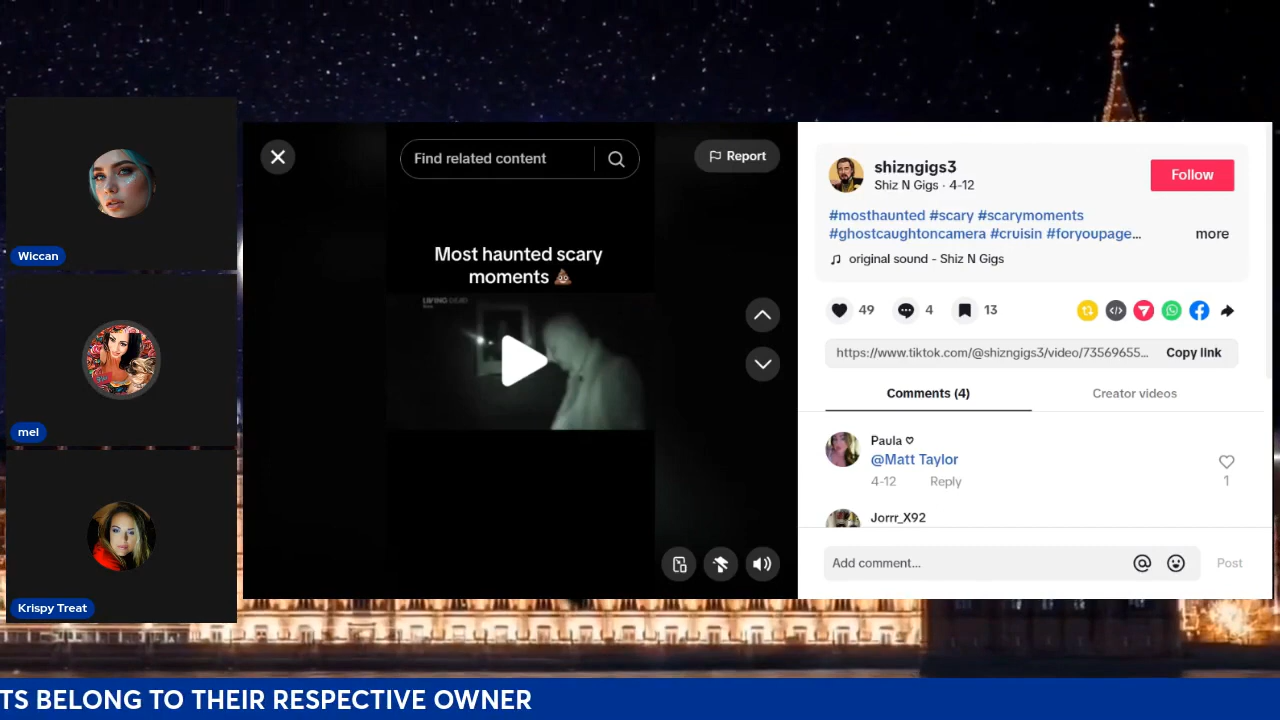 Wiccan
mel
Krispy Treat
Find related content
Report
Most haunted scary
moments 💩
LIVING DEAD
shizngigs3
Shiz N Gigs · 4-12
Follow
#mosthaunted #scary #scarymoments
#ghostcaughtoncamera #cruisin #foryoupage...
more
original sound - Shiz N Gigs
49
4
13
https://www.tiktok.com/@shizngigs3/video/73569655...
Copy link
Comments (4)
Creator videos
Paula ♡
@Matt Taylor
4-12
Reply
1
Jorrr_X92
Add comment...
Post
TS BELONG TO THEIR RESPECTIVE OWNER